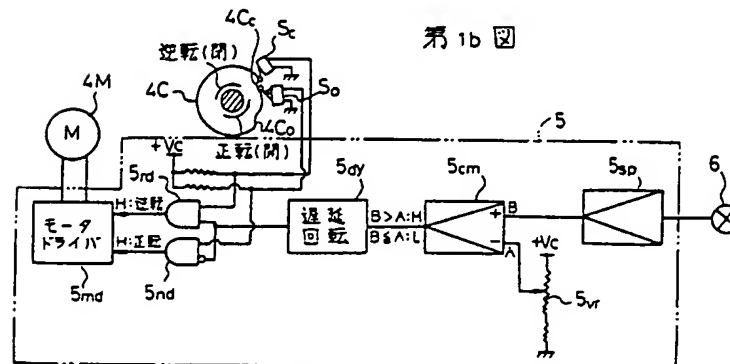 第1b図
4Cc
Sc
逆転(閉)
4C
So
4M
4Co
M
+Vc
正転(閉)
5
5rd
5dy
5cm
5sp
6
H:逆転
モータ
ドライバ
遅延
回転
B>A:H
B≦A:L
+
B
−
A
H:正転
+Vc
5md
5nd
5vr